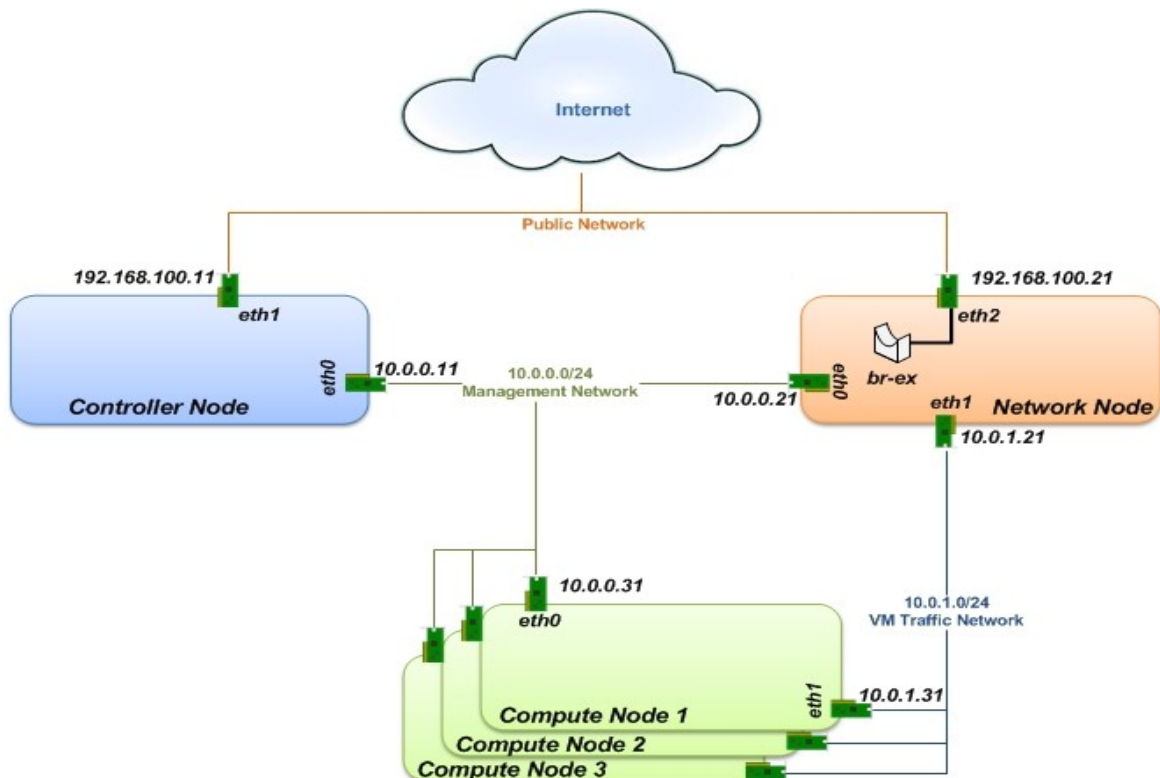 Internet
Public Network
192.168.100.11
eth1
192.168.100.21
eth2
br-ex
eth0
10.0.0.11
Controller Node
10.0.0.0/24
Management Network
10.0.0.21
eth0
eth1
Network Node
10.0.1.21
10.0.0.31
eth0
10.0.1.0/24
VM Traffic Network
eth1
10.0.1.31
Compute Node 1
Compute Node 2
Compute Node 3